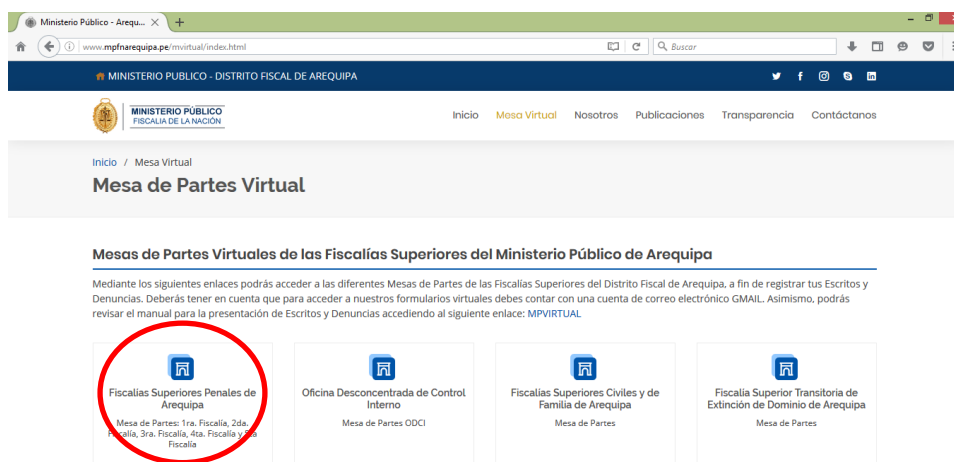 Ministerio Público - Arequ...
www.mpfnarequipa.pe/mvirtual/index.html
Buscar
MINISTERIO PUBLICO - DISTRITO FISCAL DE AREQUIPA
MINISTERIO PÚBLICO
FISCALIA DE LA NACIÓN
Inicio Mesa Virtual Nosotros Publicaciones Transparencia Contáctanos
Inicio / Mesa Virtual
Mesa de Partes Virtual
Mesas de Partes Virtuales de las Fiscalías Superiores del Ministerio Público de Arequipa
Mediante los siguientes enlaces podrás acceder a las diferentes Mesas de Partes de las Fiscalías Superiores del Distrito Fiscal de Arequipa, a fin de registrar tus Escritos y
Denuncias. Deberás tener en cuenta que para acceder a nuestros formularios virtuales debes contar con una cuenta de correo electrónico GMAIL. Asimismo, podrás
revisar el manual para la presentación de Escritos y Denuncias accediendo al siguiente enlace: MPVIRTUAL
Fiscalías Superiores Penales de
Arequipa
Mesa de Partes: 1ra. Fiscalía, 2da.
Fiscalía, 3ra. Fiscalía, 4ta. Fiscalía y 5ta
Fiscalía
Oficina Desconcentrada de Control
Interno
Mesa de Partes ODCI
Fiscalías Superiores Civiles y de
Familia de Arequipa
Mesa de Partes
Fiscalía Superior Transitoria de
Extinción de Dominio de Arequipa
Mesa de Partes